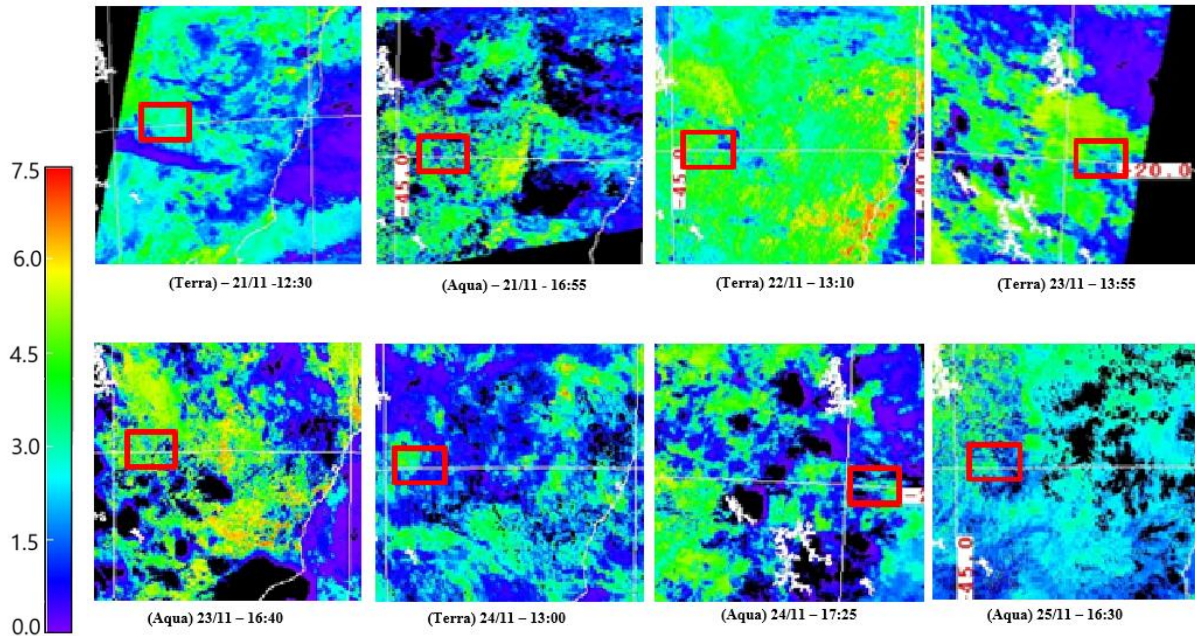 7.5
6.0
4.5
3.0
1.5
0.0
-45.0
-45.0
-40.0
-20.0
(Terra) – 21/11 -12:30
(Aqua) – 21/11 - 16:55
(Terra) 22/11 – 13:10
(Terra) 23/11 – 13:55
-45.0
(Aqua) 23/11 – 16:40
(Terra) 24/11 – 13:00
(Aqua) 24/11 – 17:25
(Aqua) 25/11 – 16:30